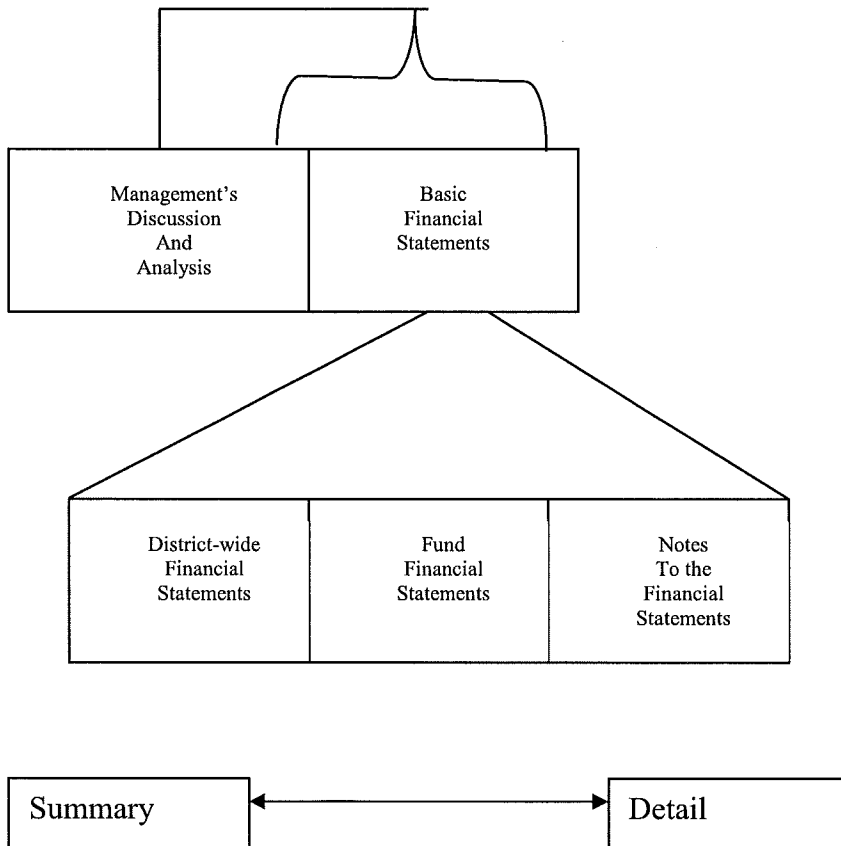 Management's
Discussion
And
Analysis
Basic
Financial
Statements
District-wide
Financial
Statements
Fund
Financial
Statements
Notes
To the
Financial
Statements
Summary
Detail